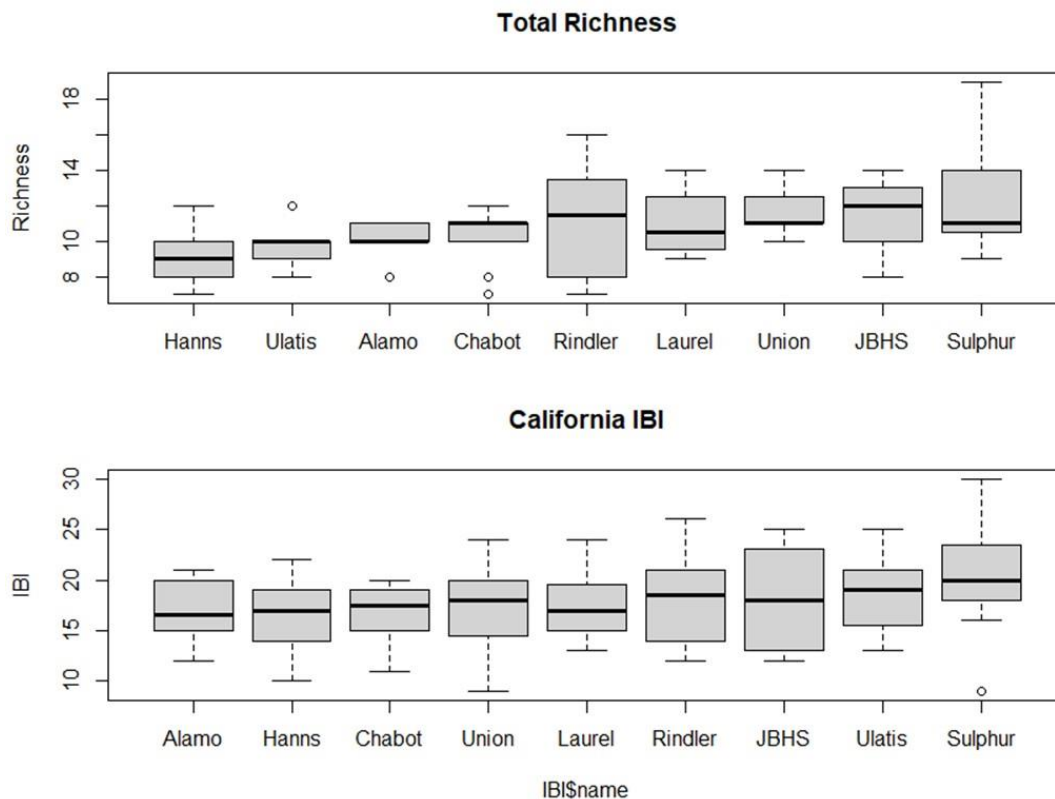 Total Richness
Richness
18
14
10
8
Hanns Ulatis Alamo Chabot Rindler Laurel Union JBHS Sulphur
California IBI
IBI
30
25
20
15
10
Alamo Hanns Chabot Union Laurel Rindler JBHS Ulatis Sulphur
IBI$name